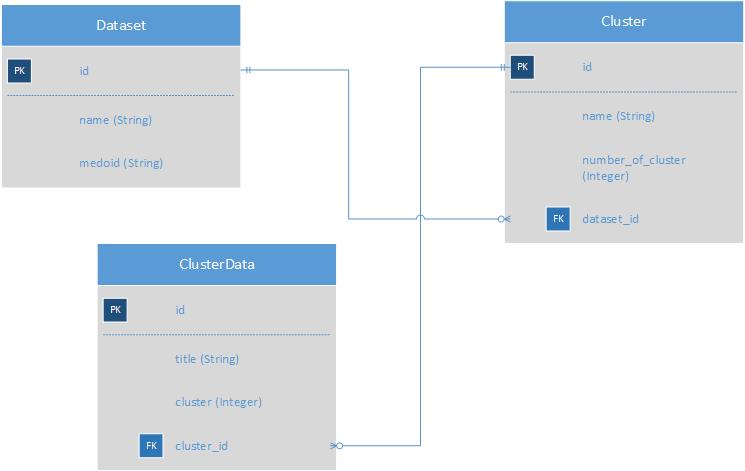 Dataset
PK id
name (String)
medoid (String)
Cluster
PK id
name (String)
number_of_cluster
(Integer)
FK dataset_id
ClusterData
PK id
title (String)
cluster (Integer)
FK cluster_id